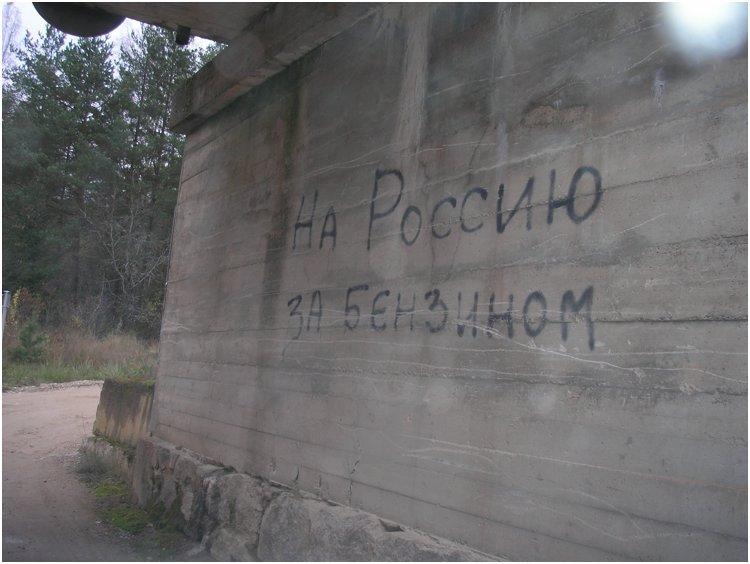 На Россию
за бензином